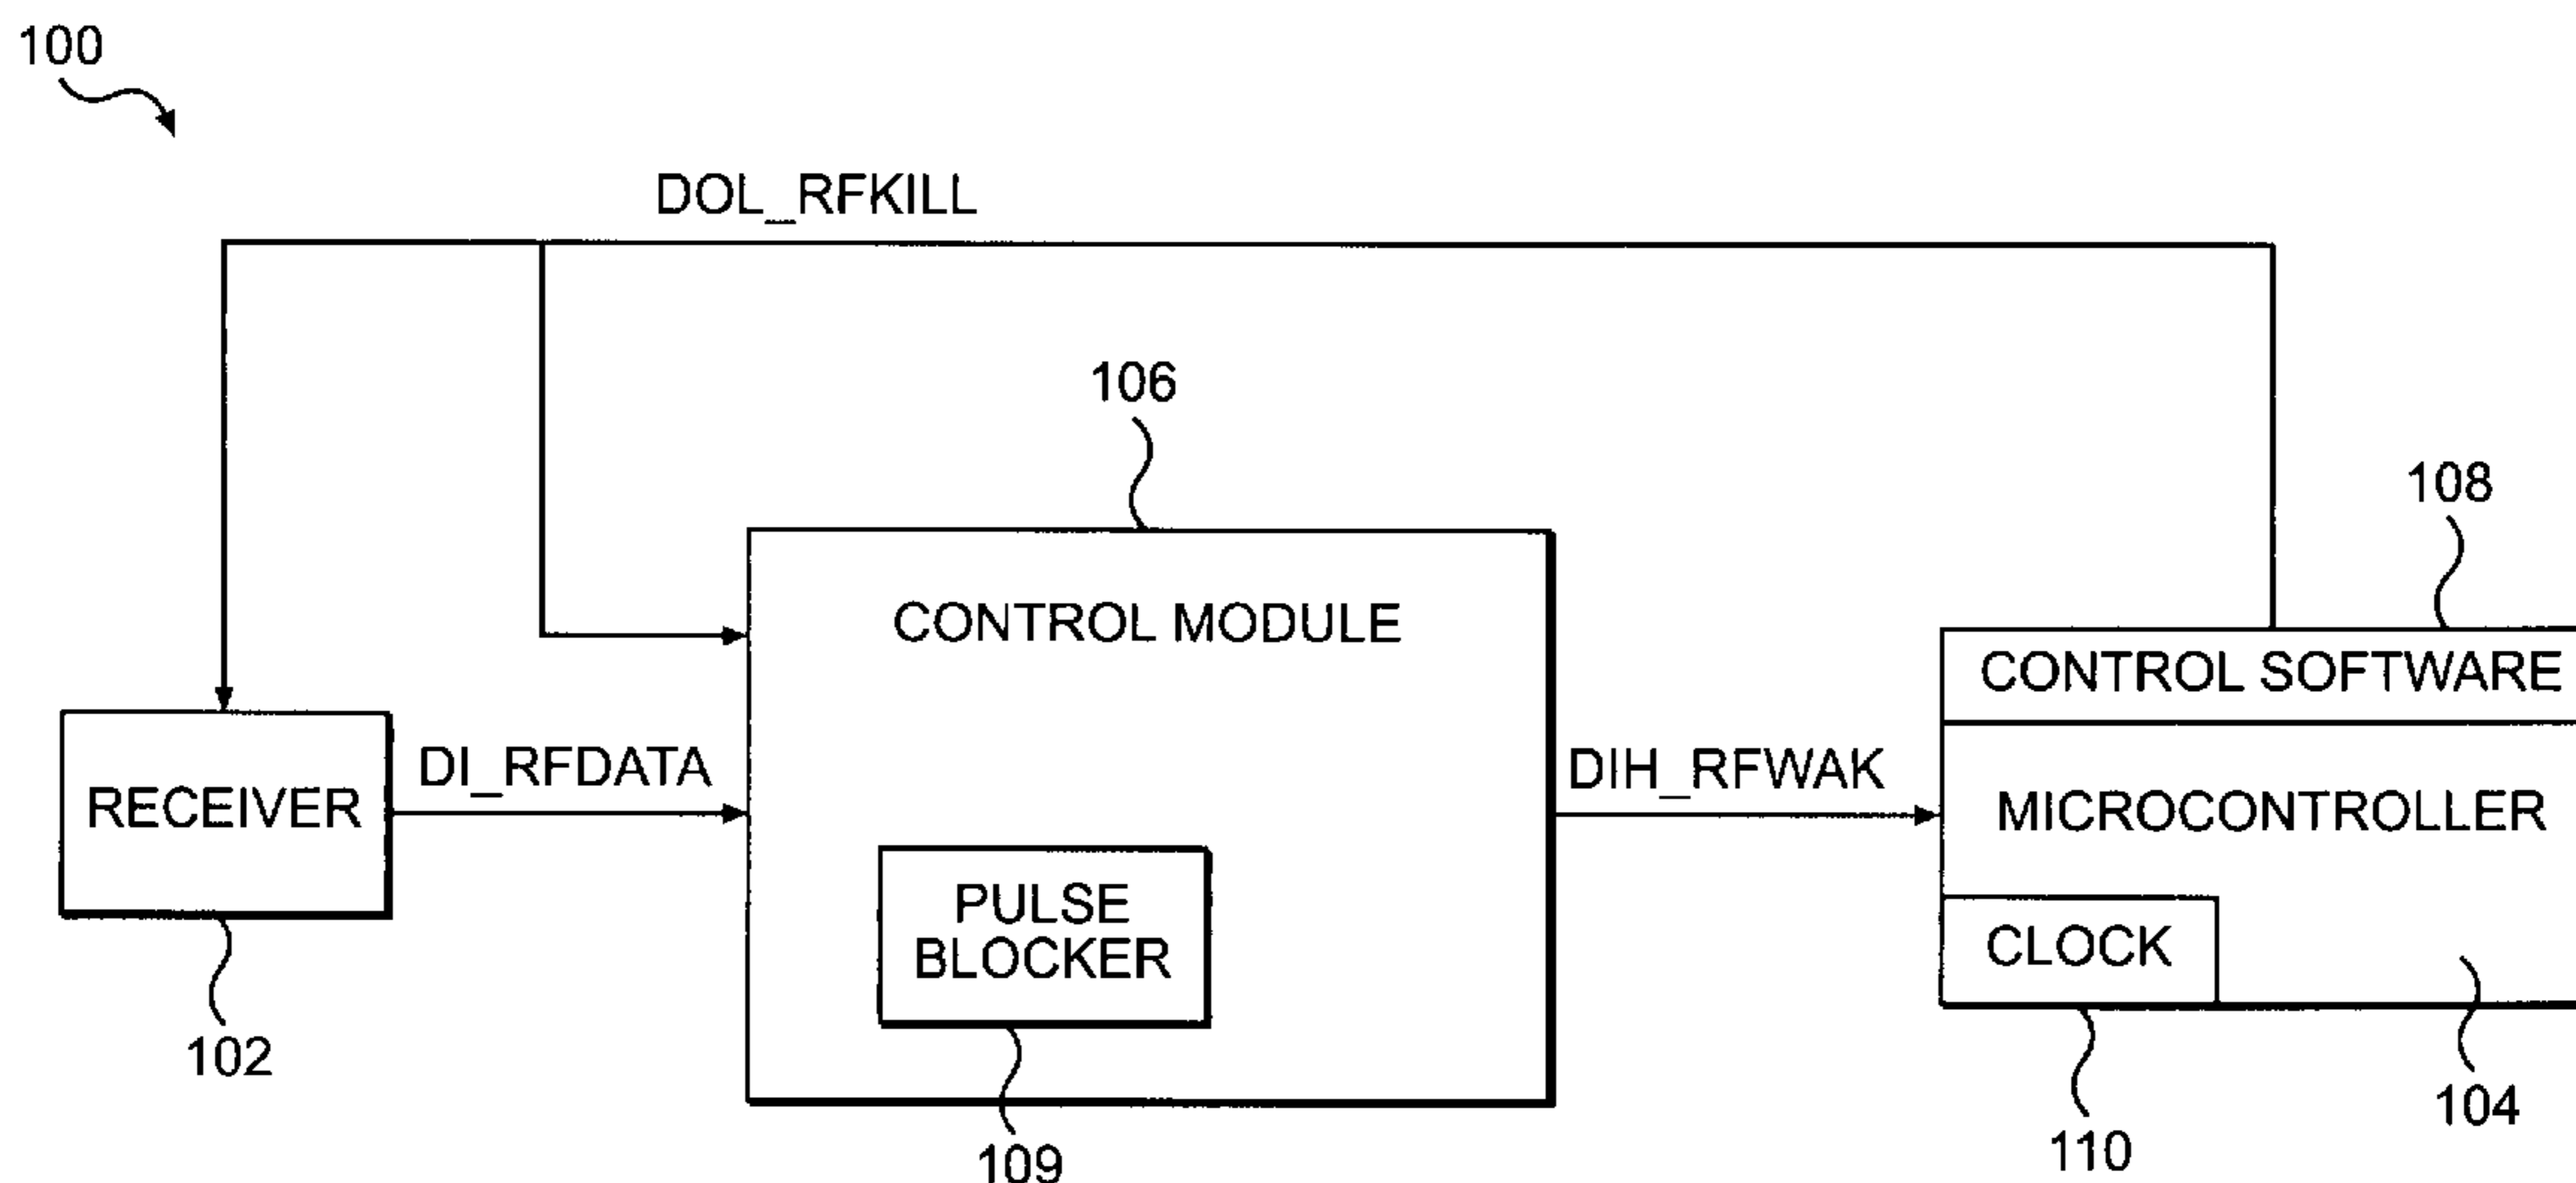 100
DOL_RFKILL
106
108
CONTROL MODULE
CONTROL SOFTWARE
RECEIVER
DI_RFDATA
DIH_RFWAK
MICROCONTROLLER
PULSE
BLOCKER
CLOCK
102
109
110
104